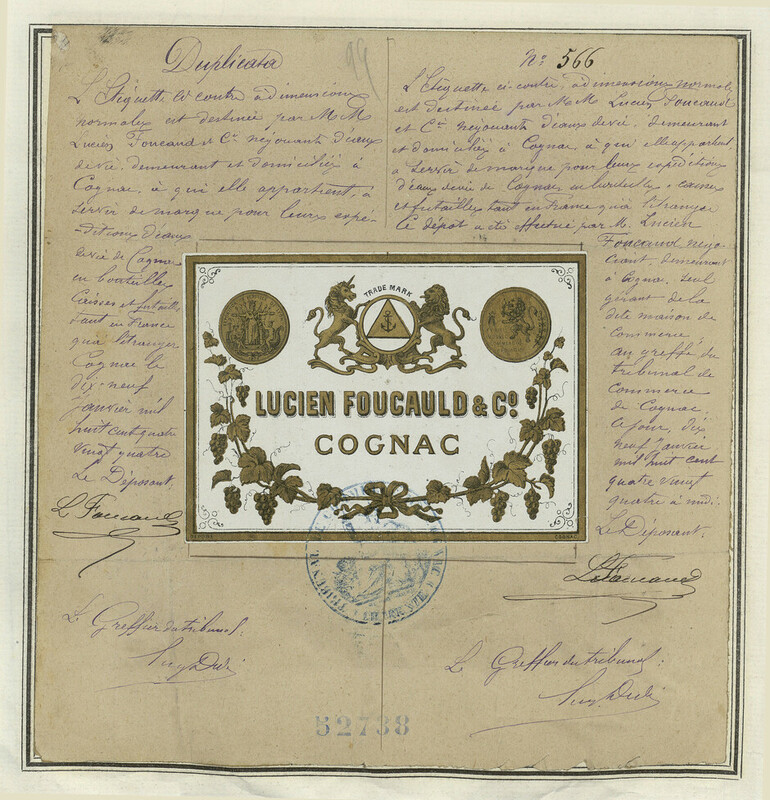 Duplicata
L'Etiquette ci contre à dimensions
normales est destinée par M M
Lucien Foucauld et Cie négociants d'eaux
de vie, demeurant et domiciliés à
Cognac, à qui elle appartient, à
servir de marque pour leurs expé-
ditions d'eaux
de vie de Cognac
en bouteilles
Caisses et futailles
tant en France
qu'à l'étranger
Cognac le
dix-neuf
janvier mil
huit cent quatre
vingt quatre
Le Déposant.
L. Foucauld
Le Greffier du tribunal:
No. 566
L'Etiquette ci-contre, à dimensions normales
est destinée par M. M Lucien Foucauld
et Cie négociants d'eaux de vie, demeurant
et domiciliés à Cognac, à qui elle appartient,
à servir de marque pour leurs expéditions
d'eaux de vie de Cognac en bouteilles, caisses
et futailles tant en France qu'à l'étranger
Le dépôt a été effectué par M. Lucien
Foucauld négo-
ciant, demeurant
à Cognac, seul
gérant de la
dite maison de
Commerce,
au greffe du
tribunal de
Commerce
de Cognac.
Ce jour, dix
neuf Janvier
mil huit cent
quatre vingt
quatre à midi.
Le Déposant.
L. Foucauld
Le Greffier du tribunal:
TRADE MARK
LUCIEN FOUCAULD & Co.
COGNAC
52738